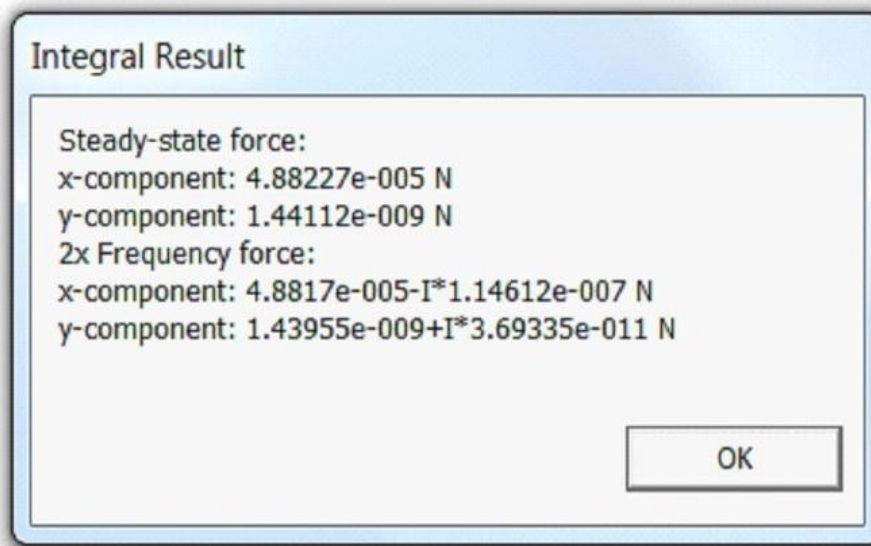 Integral Result
Steady-state force:
x-component: 4.88227e-005 N
y-component: 1.44112e-009 N
2x Frequency force:
x-component: 4.8817e-005-I*1.14612e-007 N
y-component: 1.43955e-009+I*3.69335e-011 N
OK